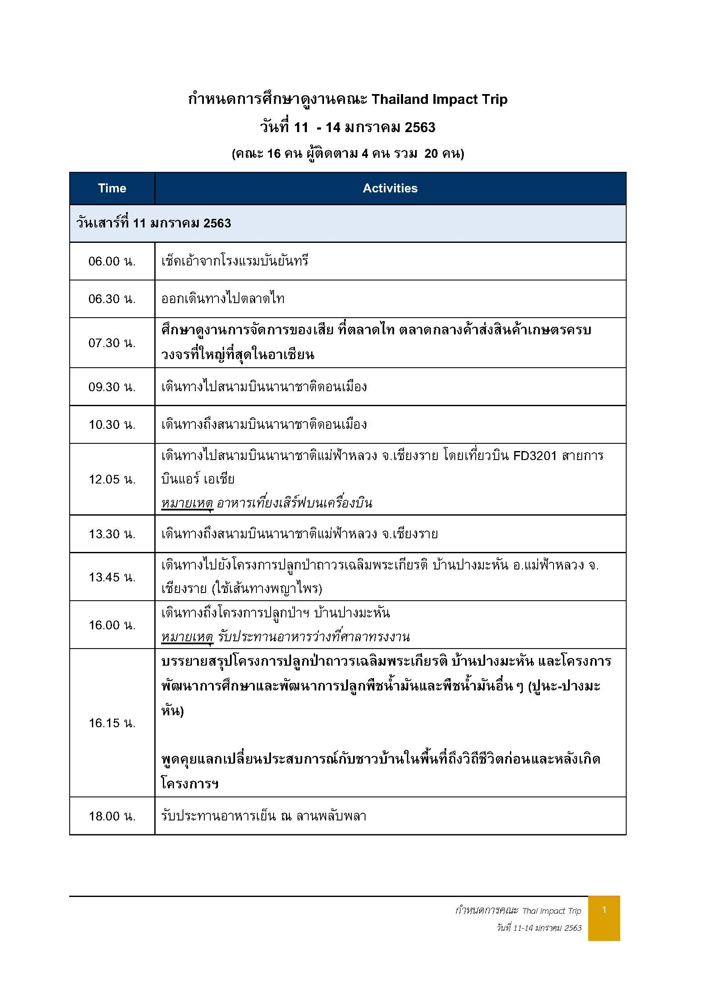 กำหนดการศึกษาดูงานคณะ Thailand Impact Trip
วันที่ 11 - 14 มกราคม 2563
(คณะ 16 คน ผู้ติดตาม 4 คน รวม 20 คน)
Time Activities
วันเสาร์ที่ 11 มกราคม 2563
06.00 น. เช็คเอ้าจากโรงแรมบันยันทรี
06.30 น. ออกเดินทางไปตลาดไท
07.30 น. ศึกษาดูงานการจัดการของเสีย ที่ตลาดไท ตลาดกลางค้าส่งสินค้าเกษตรครบ
วงจรที่ใหญ่ที่สุดในอาเซียน
09.30 น. เดินทางไปสนามบินนานาชาติดอนเมือง
10.30 น. เดินทางถึงสนามบินนานาชาติดอนเมือง
12.05 น. เดินทางไปสนามบินนานาชาติแม่ฟ้าหลวง จ.เชียงราย โดยเที่ยวบิน FD3201 สายการ
บินแอร์ เอเชีย
หมายเหตุ อาหารเที่ยงเสิร์ฟบนเครื่องบิน
13.30 น. เดินทางถึงสนามบินนานาชาติแม่ฟ้าหลวง จ.เชียงราย
13.45 น. เดินทางไปยังโครงการปลูกป่าถาวรเฉลิมพระเกียรติ บ้านปางมะหัน อ.แม่ฟ้าหลวง จ.
เชียงราย (ใช้เส้นทางพญาไพร)
16.00 น. เดินทางถึงโครงการปลูกป่าฯ บ้านปางมะหัน
หมายเหตุ รับประทานอาหารว่างที่ศาลาทรงงาน
16.15 น. บรรยายสรุปโครงการปลูกป่าถาวรเฉลิมพระเกียรติ บ้านปางมะหัน และโครงการ
พัฒนาการศึกษาและพัฒนาการปลูกพืชน้ำมันและพืชน้ำมันอื่น ๆ (ปูนะ-ปางมะ
หัน)
พูดคุยแลกเปลี่ยนประสบการณ์กับชาวบ้านในพื้นที่ถึงวิถีชีวิตก่อนและหลังเกิด
โครงการฯ
18.00 น. รับประทานอาหารเย็น ณ ลานพลับพลา
กำหนดการคณะ Thai Impact Trip 1
วันที่ 11-14 มกราคม 2563